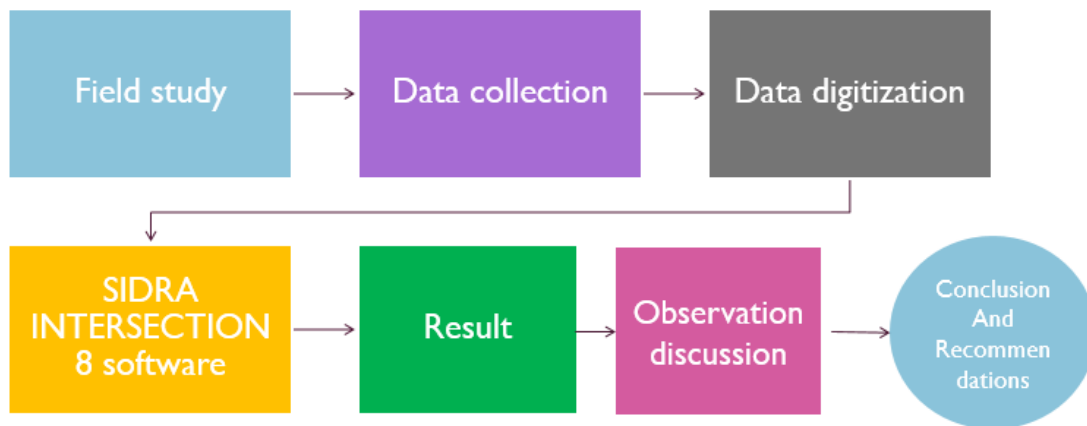 Field study
Data collection
Data digitization
SIDRA
INTERSECTION
8 software
Result
Observation
discussion
Conclusion
And
Recommen
dations